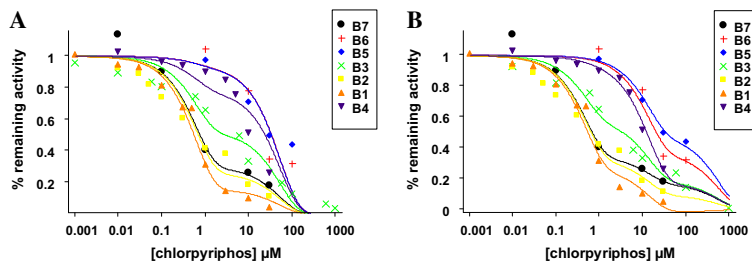 A
% remaining activity
1
0.8
0.6
0.4
0.2
0.001 0.01 0.1 1 10 100 1000
[chlorpyriphos] µM
B7
B6
B5
B3
B2
B1
B4
B
% remaining activity
1
0.8
0.6
0.4
0.2
0
0.001 0.01 0.1 1 10 100 1000
[chlorpyriphos] µM
B7
B6
B3
B3
B2
B1
B4